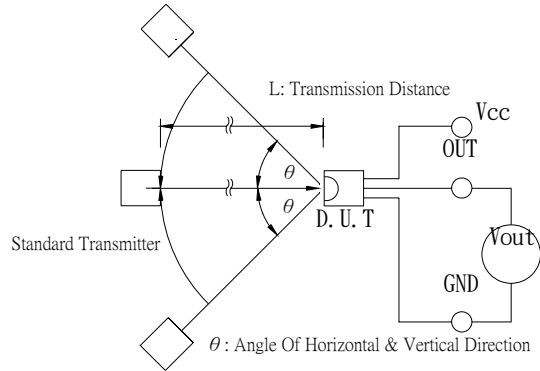 L: Transmission Distance
Vcc
OUT
θ
θ
D.U.T
Standard Transmitter
Vout
GND
θ : Angle Of Horizontal & Vertical Direction